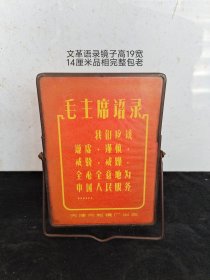 文革语录镜子高19宽
14厘米品相完整包老
毛主席语录
我们应该
谦虚、谨慎、
戒骄、戒躁，
全心全意地为
中国人民服务